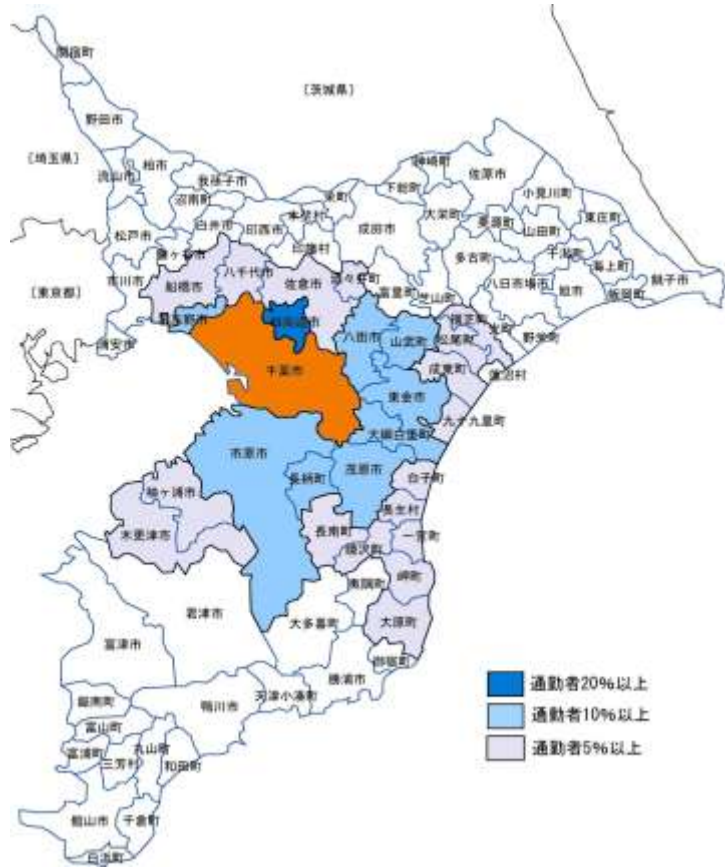 関宿町
〔茨城県〕
野田市
〔埼玉県〕
柏市
流山市
我孫子市
沼南町
神崎町
下総町
佐原市
小見川町
東庄町
栄町
本埜村
大栄町
栗源町
山田町
松戸市
白井市
印西市
印旛村
成田市
干潟町
海上町
銚子市
多古町
鎌ヶ谷市
八千代市
佐倉市
酒々井町
富里町
芝山町
八日市場市
旭市
飯岡町
市川市
〔東京都〕
船橋市
習志野市
四街道市
八街市
山武町
横芝町
光町
松尾町
野栄町
浦安市
成東町
蓮沼村
千葉市
東金市
九十九里町
大網白里町
市原市
茂原市
長柄町
白子町
袖ヶ浦市
長生村
木更津市
長南町
一宮町
睦沢町
岬町
夷隅町
君津市
大多喜町
大原町
富津市
御宿町
勝浦市
天津小湊町
鴨川市
鋸南町
富山町
丸山町
富浦町
三芳村
和田町
館山市
千倉町
白浜町
通勤者20%以上
通勤者10%以上
通勤者5%以上